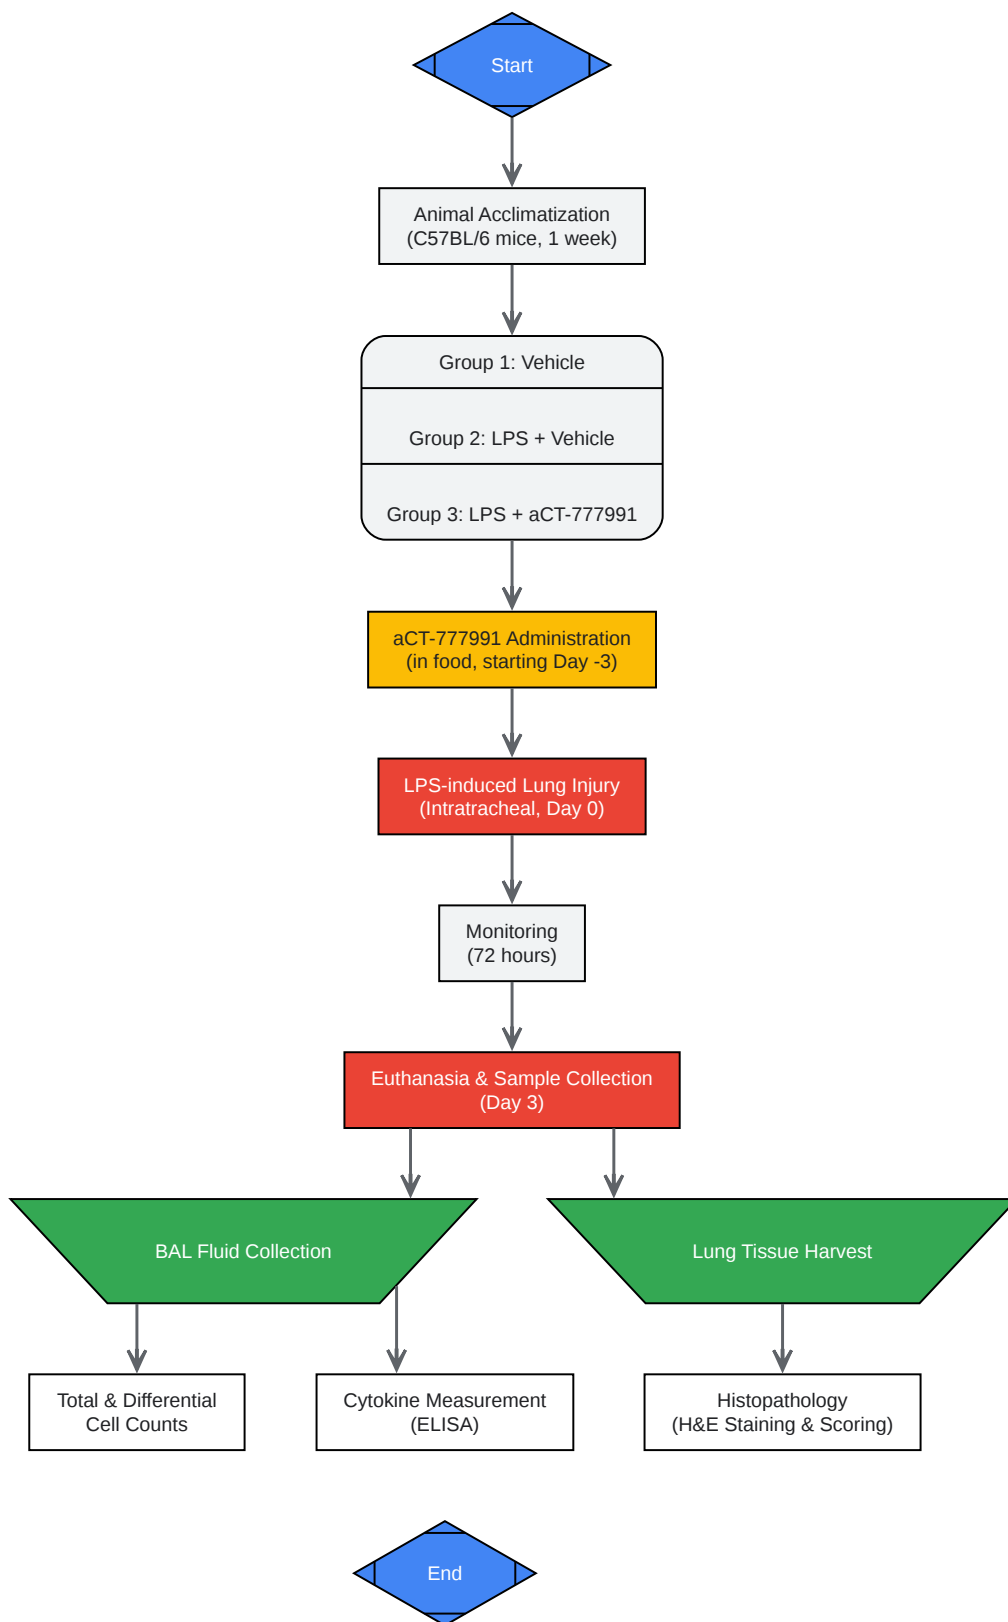 Start
Animal Acclimatization
(C57BL/6 mice, 1 week)
Group 1: Vehicle
Group 2: LPS + Vehicle
Group 3: LPS + aCT-777991
aCT-777991 Administration
(in food, starting Day -3)
LPS-induced Lung Injury
(Intratracheal, Day 0)
Monitoring
(72 hours)
Euthanasia & Sample Collection
(Day 3)
BAL Fluid Collection
Lung Tissue Harvest
Total & Differential
Cell Counts
Cytokine Measurement
(ELISA)
Histopathology
(H&E Staining & Scoring)
End